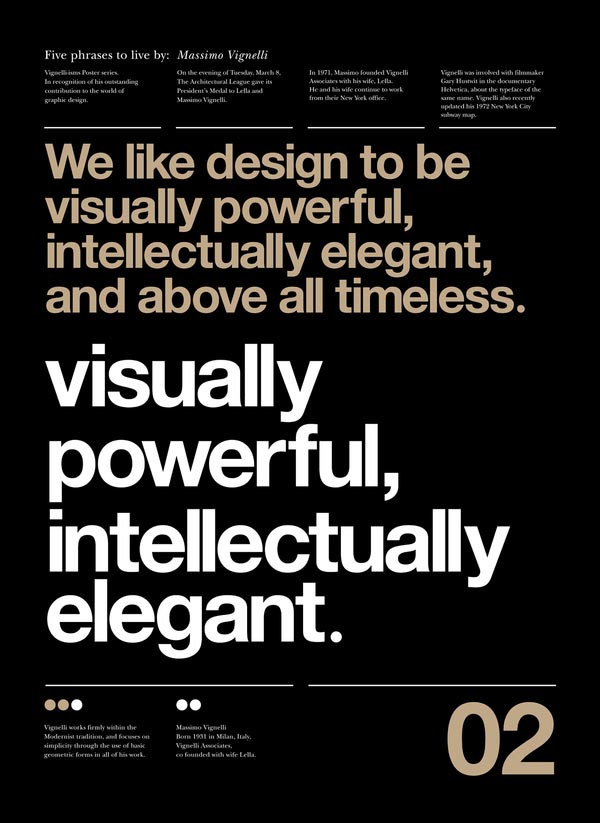 Five phrases to live by: Massimo Vignelli
Vignelli-isms Poster series.
In recognition of his outstanding
contribution to the world of
graphic design.
On the evening of Tuesday, March 8,
The Architectural League gave its
President's Medal to Lella and
Massimo Vignelli.
In 1971, Massimo founded Vignelli
Associates with his wife, Lella.
He and his wife continue to work
from their New York office.
Vignelli was involved with filmmaker
Gary Hustwit in the documentary
Helvetica, about the typeface of the
same name. Vignelli also recently
updated his 1972 New York City
subway map.
We like design to be
visually powerful,
intellectually elegant,
and above all timeless.
visually
powerful,
intellectually
elegant.
Vignelli works firmly within the
Modernist tradition, and focuses on
simplicity through the use of basic
geometric forms in all of his work.
Massimo Vignelli
Born 1931 in Milan, Italy,
Vignelli Associates,
co founded with wife Lella.
02